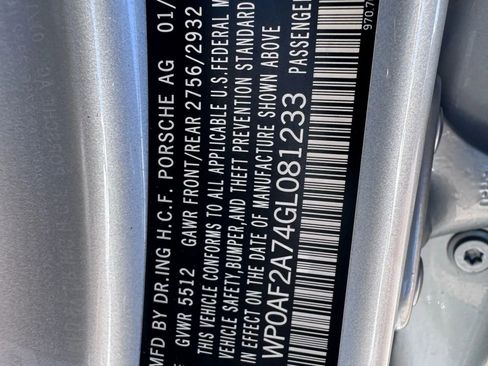 MFD BY DR.ING H.C.F. PORSCHE AG 01/
GVWR 5512 GAWR FRONT/REAR 2756/2932
THIS VEHICLE CONFORMS TO ALL APPLICABLE U.S. FEDERAL M
VEHICLE SAFETY,BUMPER,AND THEFT PREVENTION STANDARD
IN EFFECT ON THE DATE OF MANUFACTURE SHOWN ABOVE
WP0AF2A74GL081233 PASSENGE
970.7